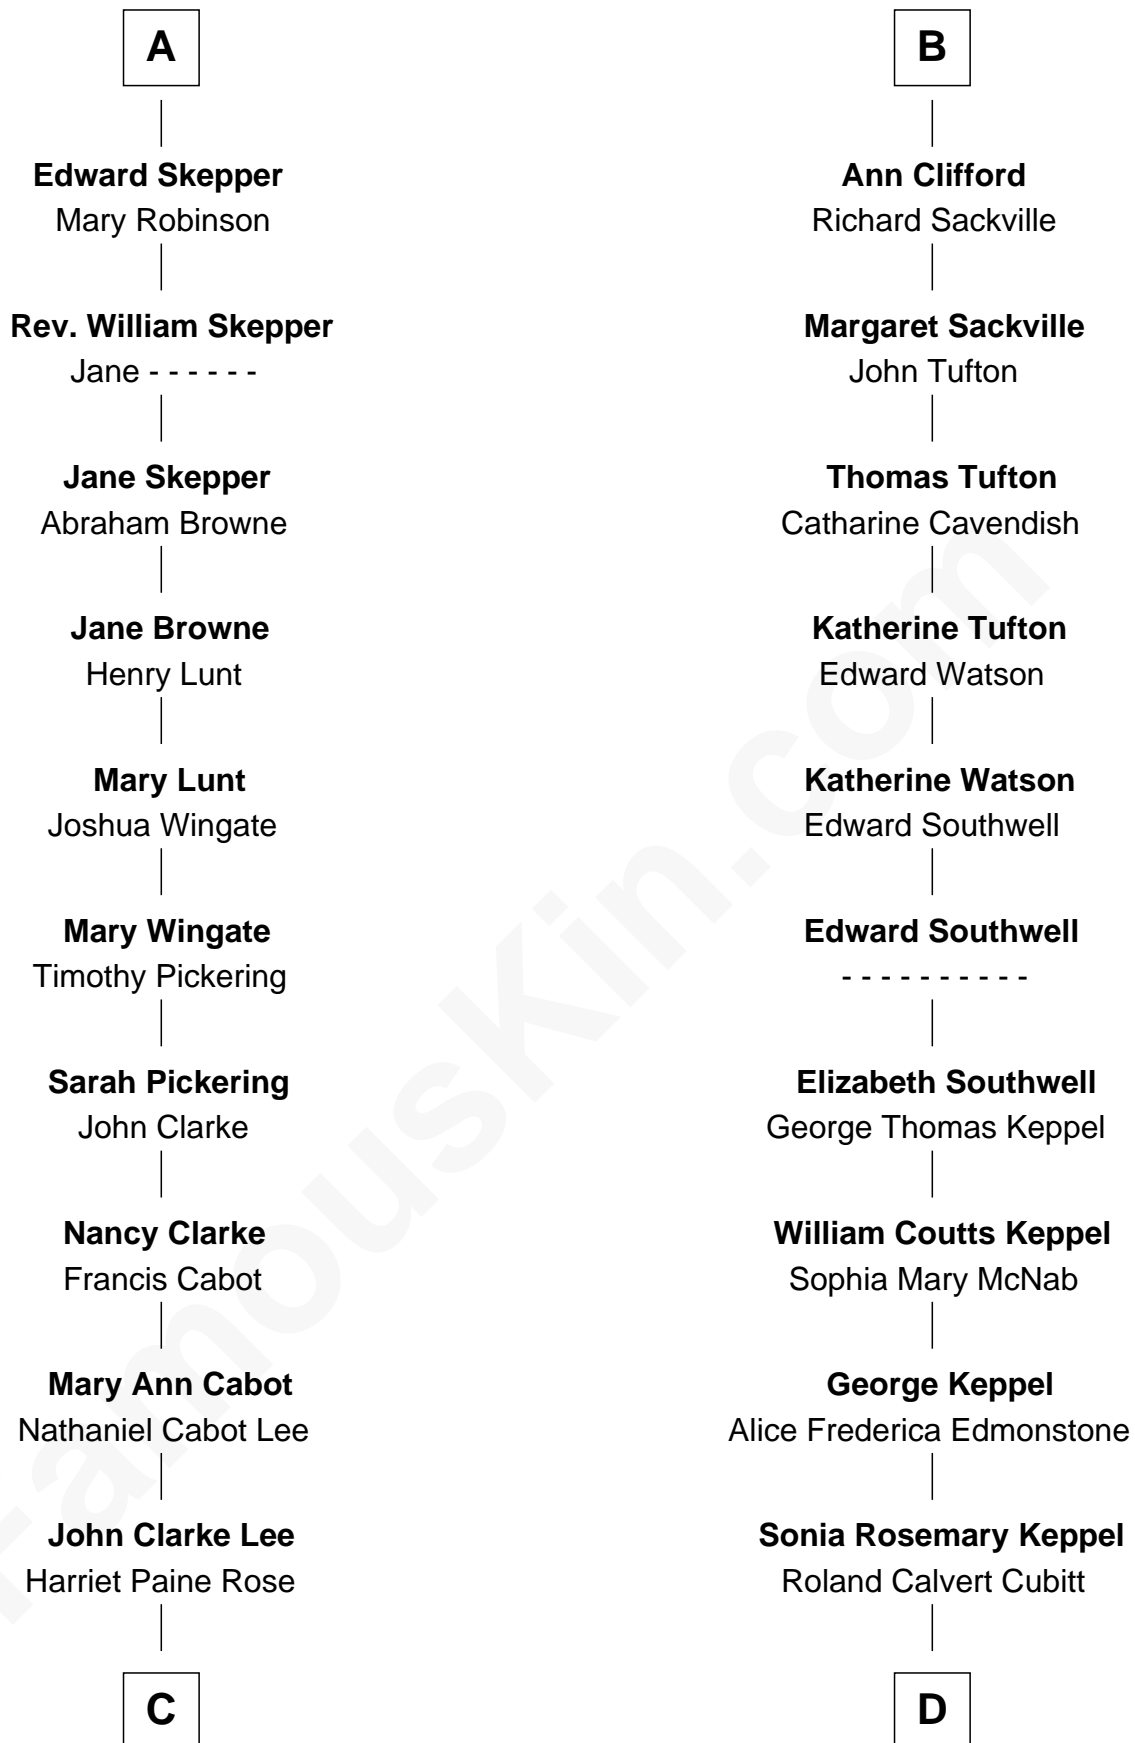 A
Edward Skepper
Mary Robinson
Rev. William Skepper
Jane - - - - - -
Jane Skepper
Abraham Browne
Jane Browne
Henry Lunt
Mary Lunt
Joshua Wingate
Mary Wingate
Timothy Pickering
Sarah Pickering
John Clarke
Nancy Clarke
Francis Cabot
Mary Ann Cabot
Nathaniel Cabot Lee
John Clarke Lee
Harriet Paine Rose
C
B
Ann Clifford
Richard Sackville
Margaret Sackville
John Tufton
Thomas Tufton
Catharine Cavendish
Katherine Tufton
Edward Watson
Katherine Watson
Edward Southwell
Edward Southwell
- - - - - - - - - -
Elizabeth Southwell
George Thomas Keppel
William Coutts Keppel
Sophia Mary McNab
George Keppel
Alice Frederica Edmonstone
Sonia Rosemary Keppel
Roland Calvert Cubitt
D
FamousKin.com